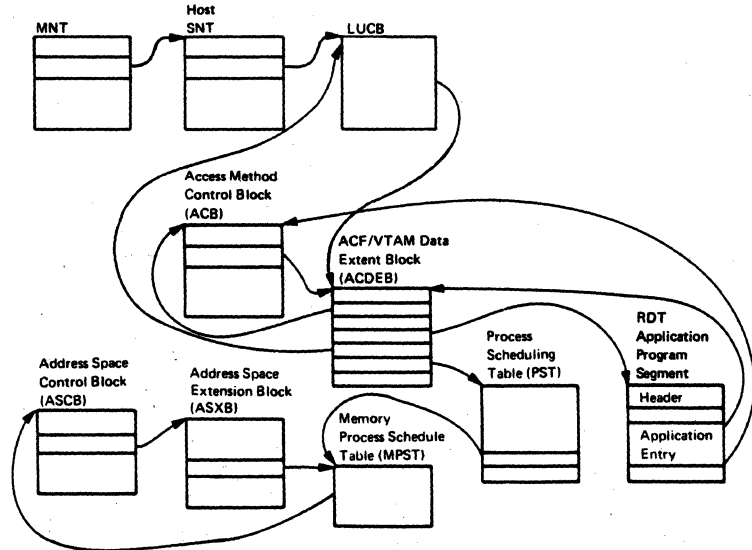 Host
MNT
SNT
LUCB
Access Method
Control Block
(ACB)
ACF/VTAM Data
Extent Block
(ACDEB)
RDT
Application
Program
Segment
Process
Scheduling
Table (PST)
Address Space
Control Block
(ASCB)
Address Space
Extension Block
(ASXB)
Header
Memory
Process Schedule
Table (MPST)
Application
Entry